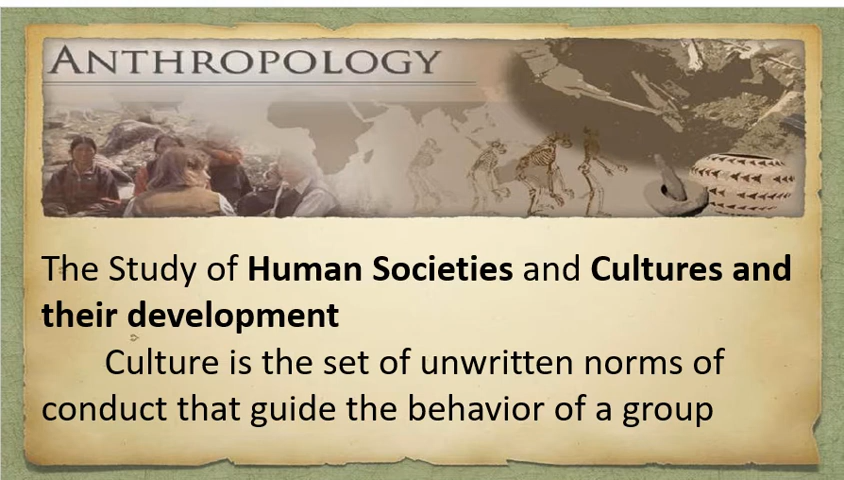 ANTHROPOLOGY
The Study of Human Societies and Cultures and
their development
Culture is the set of unwritten norms of
conduct that guide the behavior of a group